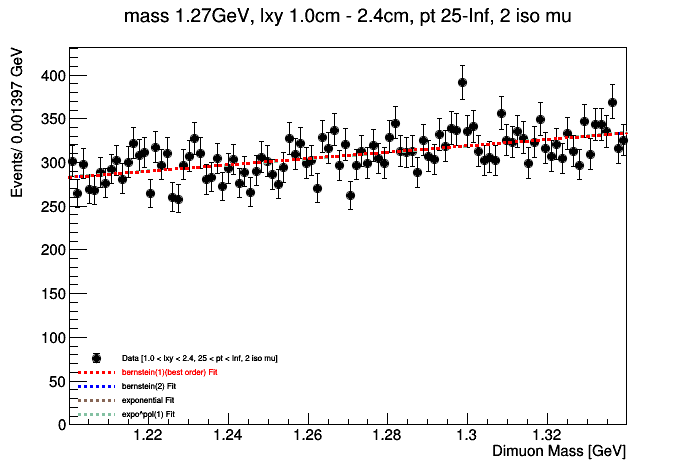 mass 1.27GeV, lxy 1.0cm - 2.4cm, pt 25-Inf, 2 iso mu
Events/ 0.001397 GeV
400
350
300
250
200
150
100
50
0
Data [1.0 < lxy < 2.4, 25 < pt < Inf, 2 iso mu]
bernstein(1)(best order) Fit
bernstein(2) Fit
exponential Fit
expo*pol(1) Fit
1.22 1.24 1.26 1.28 1.3 1.32
Dimuon Mass [GeV]